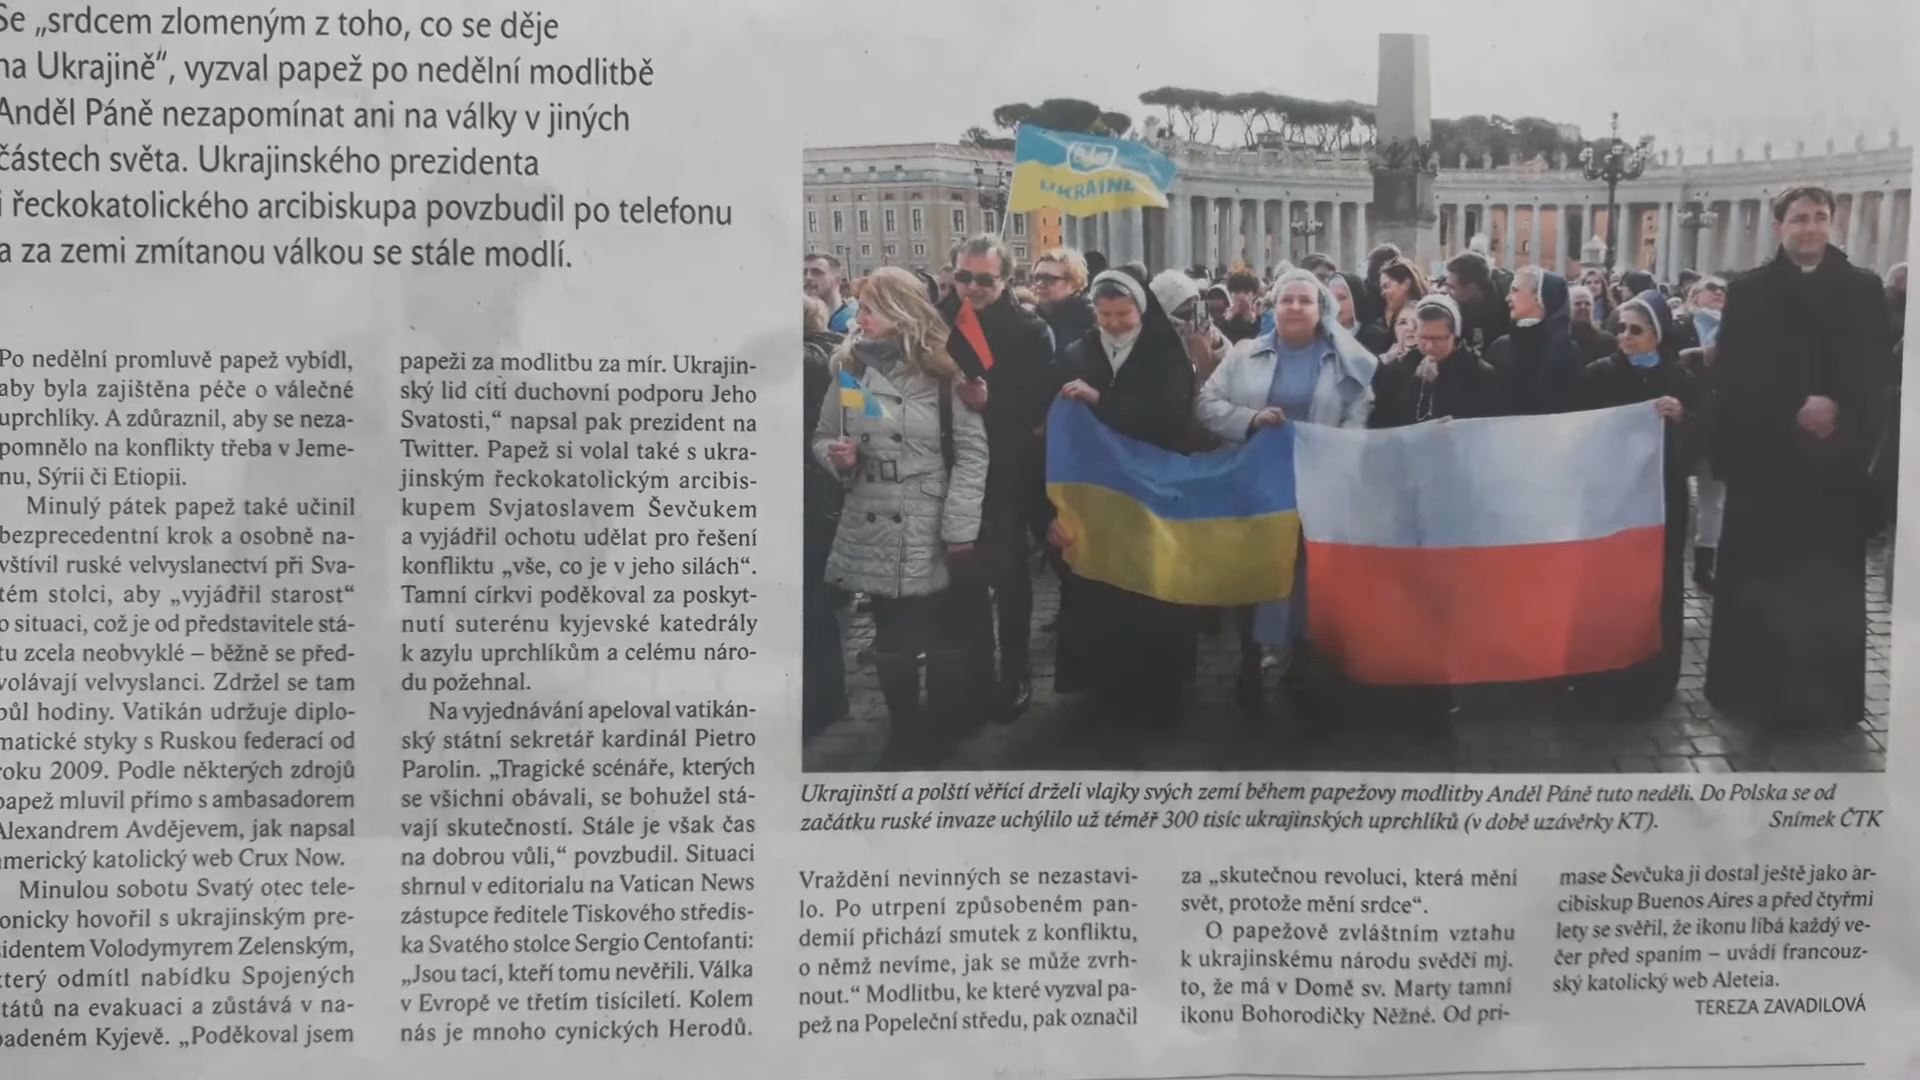 Se „srdcem zlomeným z toho, co se děje
na Ukrajině“, vyzval papež po nedělní modlitbě
Anděl Páně nezapomínat ani na války v jiných
částech světa. Ukrajinského prezidenta
i řeckokatolického arcibiskupa povzbudil po telefonu
a za zemi zmítanou válkou se stále modlí.
Po nedělní promluvě papež vybídl,
aby byla zajištěna péče o válečné
uprchlíky. A zdůraznil, aby se neza-
pomnělo na konflikty třeba v Jeme-
nu, Sýrii či Etiopii.
Minulý pátek papež také učinil
bezprecedentní krok a osobně na-
vštívil ruské velvyslanectví při Sva-
tém stolci, aby „vyjádřil starost“
o situaci, což je od představitele stá-
tu zcela neobvyklé – běžně se před-
volávají velvyslanci. Zdržel se tam
půl hodiny. Vatikán udržuje diplo-
matické styky s Ruskou federací od
roku 2009. Podle některých zdrojů
papež mluvil přímo s ambasadorem
Alexandrem Avdějevem, jak napsal
americký katolický web Crux Now.
Minulou sobotu Svatý otec tele-
onicky hovořil s ukrajinským pre-
zidentem Volodymyrem Zelenským,
který odmítl nabídku Spojených
států na evakuaci a zůstává v na-
padeném Kyjevě. „Poděkoval jsem
papeži za modlitbu za mír. Ukrajin-
ský lid cítí duchovní podporu Jeho
Svatosti,“ napsal pak prezident na
Twitter. Papež si volal také s ukra-
jinským řeckokatolickým arcibis-
kupem Svjatoslavem Ševčukem
a vyjádřil ochotu udělat pro řešení
konfliktu „vše, co je v jeho silách“.
Tamní církvi poděkoval za poskyt-
nutí suterénu kyjevské katedrály
k azylu uprchlíkům a celému náro-
du požehnal.
Na vyjednávání apeloval vatikán-
ský státní sekretář kardinál Pietro
Parolin. „Tragické scénáře, kterých
se všichni obávali, se bohužel stá-
vají skutečností. Stále je však čas
na dobrou vůli,“ povzbudil. Situaci
shrnul v editorialu na Vatican News
zástupce ředitele Tiskového středis-
ka Svatého stolce Sergio Centofanti:
„Jsou tací, kteří tomu nevěřili. Válka
v Evropě ve třetím tisíciletí. Kolem
nás je mnoho cynických Herodů.
UKRAINE
Ukrajinští a polští věřící drželi vlajky svých zemí během papežovy modlitby Anděl Páně tuto neděli. Do Polska se od
začátku ruské invaze uchýlilo už téměř 300 tisíc ukrajinských uprchlíků (v době uzávěrky KT). Snímek ČTK
Vraždění nevinných se nezastavi-
lo. Po utrpení způsobeném pan-
demií přichází smutek z konfliktu,
o němž nevíme, jak se může zvrh-
nout.“ Modlitbu, ke které vyzval pa-
pež na Popeleční středu, pak označil
za „skutečnou revoluci, která mění
svět, protože mění srdce“.
O papežově zvláštním vztahu
k ukrajinskému národu svědčí mj.
to, že má v Domě sv. Marty tamní
ikonu Bohorodičky Něžné. Od pri-
mase Ševčuka ji dostal ještě jako ar-
cibiskup Buenos Aires a před čtyřmi
lety se svěřil, že ikonu líbá každý ve-
čer před spaním – uvádí francouz-
ský katolický web Aleteia.
TEREZA ZAVADILOVÁ